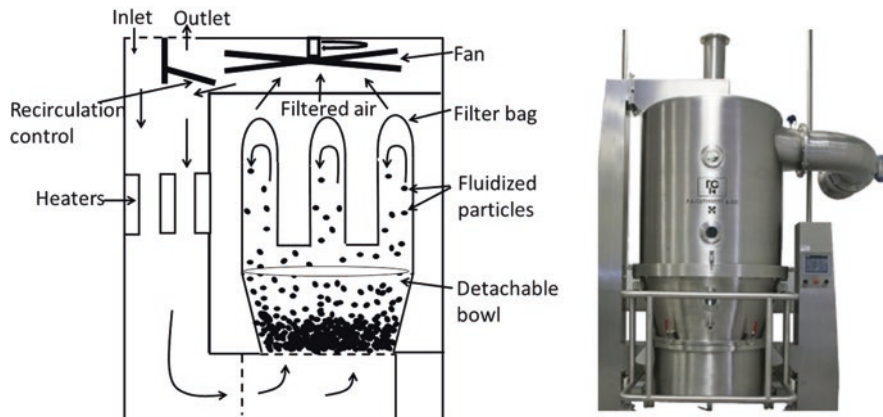 Inlet
Outlet
Fan
Recirculation
control
Filtered air
Filter bag
Heaters
Fluidized
particles
Detachable
bowl